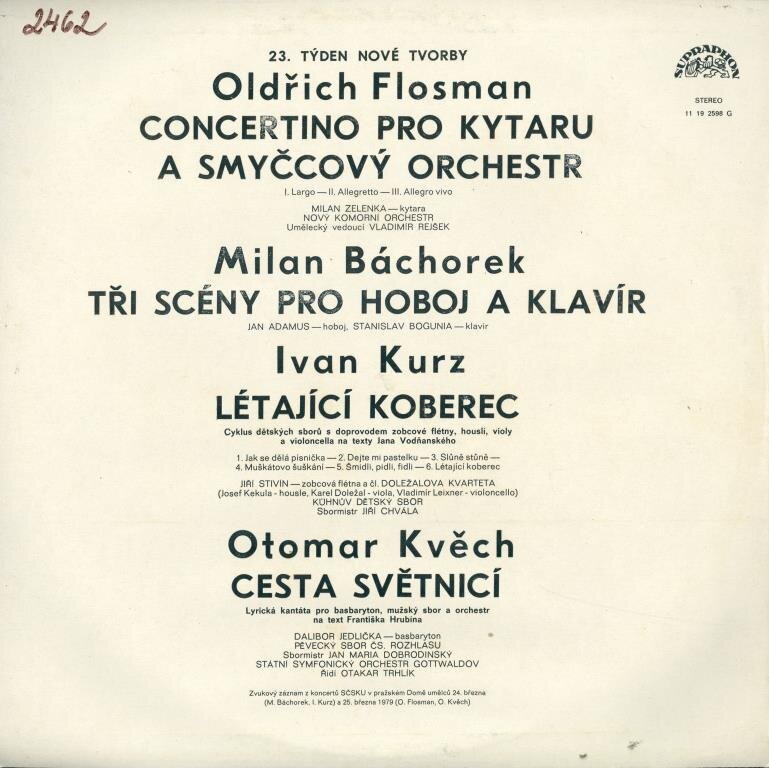 2462
23. TÝDEN NOVÉ TVORBY
SUPRAPHON
STEREO
11 19 2598 G
Oldřich Flosman
CONCERTINO PRO KYTARU
A SMYČCOVÝ ORCHESTR
I. Largo — II. Allegretto — III. Allegro vivo
MILAN ZELENKA — kytara
NOVÝ KOMORNÍ ORCHESTR
Umělecký vedoucí VLADIMÍR REJŠEK
Milan Báchorek
TŘI SCÉNY PRO HOBOJ A KLAVÍR
JAN ADAMUS — hoboj, STANISLAV BOGUNIA — klavír
Ivan Kurz
LÉTAJÍCÍ KOBEREC
Cyklus dětských sborů s doprovodem zobcové flétny, houslí, violy
a violoncella na texty Jana Vodňanského
1. Jak se dělá písnička — 2. Dejte mi pastelku — 3. Slůně stůně —
4. Muškátovo šuškání — 5. Šmidli, pidli, fidli — 6. Létající koberec
JIŘÍ STIVÍN — zobcová flétna a čl. DOLEŽALOVA KVARTETA
(Josef Kekula - housle, Karel Doležal - viola, Vladimír Leixner - violoncello)
KÜHNŮV DĚTSKÝ SBOR
Sbormistr JIŘÍ CHVÁLA
Otomar Kvěch
CESTA SVĚTNICÍ
Lyrická kantáta pro basbaryton, mužský sbor a orchestr
na text Františka Hrubína
DALIBOR JEDLIČKA — basbaryton
PĚVECKÝ SBOR ČS. ROZHLASU
Sbormistr JAN MARIA DOBRODINSKÝ
STÁTNÍ SYMFONICKÝ ORCHESTR GOTTWALDOV
Řídí OTAKAR TRHLÍK
Zvukový záznam z koncertů SČSKU v pražském Domě umělců 24. března
(M. Báchorek, I. Kurz) a 25. března 1979 (O. Flosman, O. Kvěch)